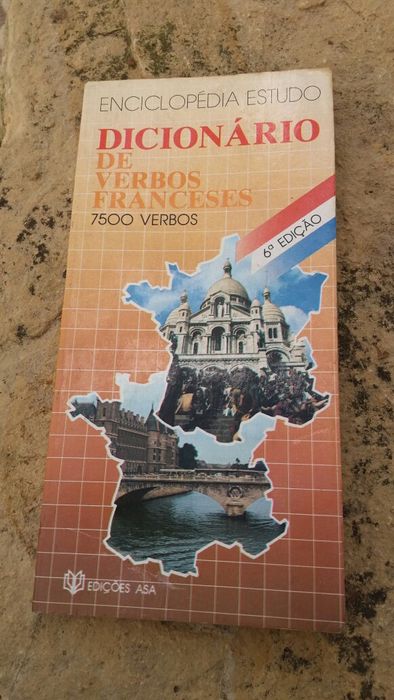 ENCICLOPÉDIA ESTUDO
DICIONÁRIO
DE
VERBOS
FRANCESES
7500 VERBOS
6ª EDIÇÃO
EDIÇÕES ASA